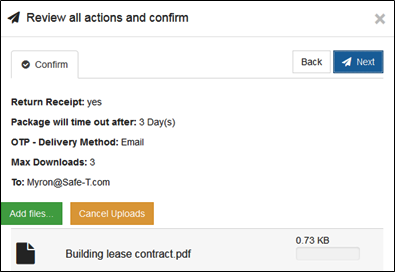 Review all actions and confirm
Confirm
Back
Next
Return Receipt: yes
Package will time out after: 3 Day(s)
OTP - Delivery Method: Email
Max Downloads: 3
To: Myron@Safe-T.com
Add files...
Cancel Uploads
0.73 KB
Building lease contract.pdf